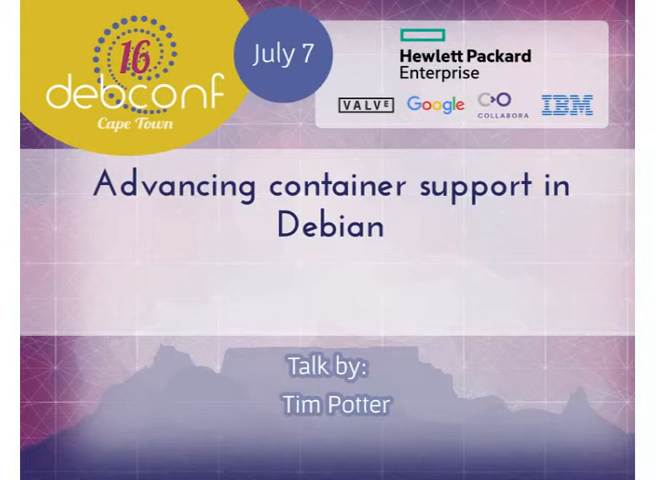 16
debconf
Cape Town
July 7
Hewlett Packard
Enterprise
VALVE
Google
COLLABORA
IBM
Advancing container support in
Debian
Talk by:
Tim Potter